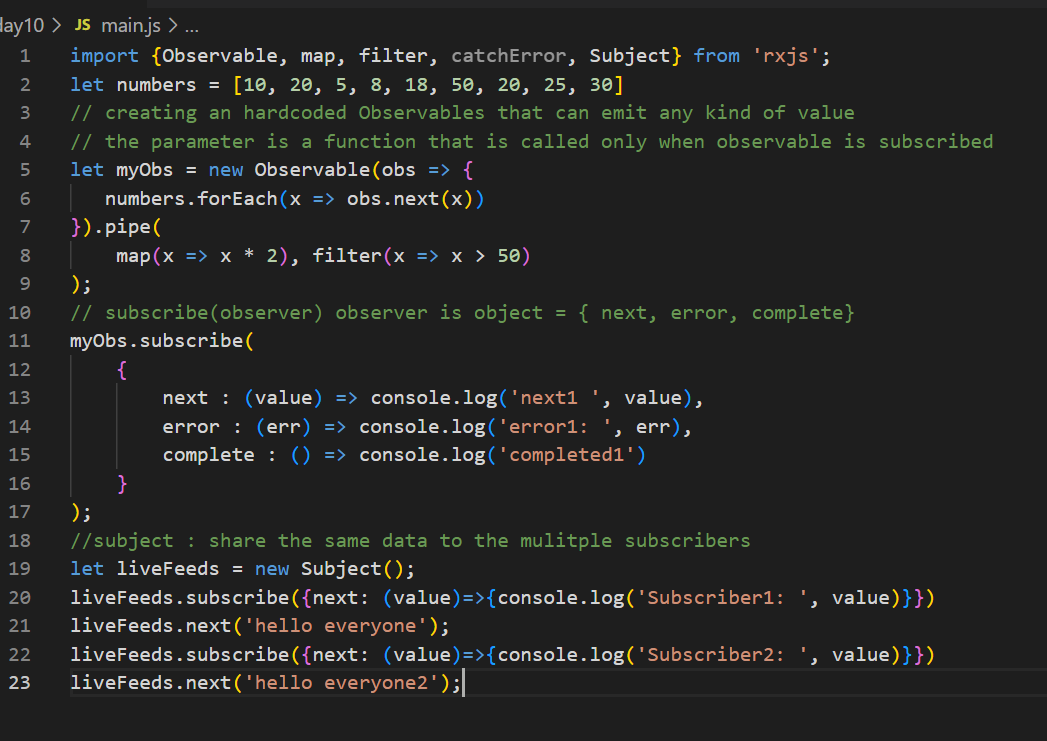 day10 > JS main.js > ...
1 import {Observable, map, filter, catchError, Subject} from 'rxjs';
2 let numbers = [10, 20, 5, 8, 18, 50, 20, 25, 30]
3 // creating an hardcoded Observables that can emit any kind of value
4 // the parameter is a function that is called only when observable is subscribed
5 let myObs = new Observable(obs => {
6 numbers.forEach(x => obs.next(x))
7 }).pipe(
8 map(x => x * 2), filter(x => x > 50)
9 );
10 // subscribe(observer) observer is object = { next, error, complete}
11 myObs.subscribe(
12 {
13 next : (value) => console.log('next1 ', value),
14 error : (err) => console.log('error1: ', err),
15 complete : () => console.log('completed1')
16 }
17 );
18 //subject : share the same data to the mulitple subscribers
19 let liveFeeds = new Subject();
20 liveFeeds.subscribe({next: (value)=>{console.log('Subscriber1: ', value)}})
21 liveFeeds.next('hello everyone');
22 liveFeeds.subscribe({next: (value)=>{console.log('Subscriber2: ', value)}})
23 liveFeeds.next('hello everyone2');